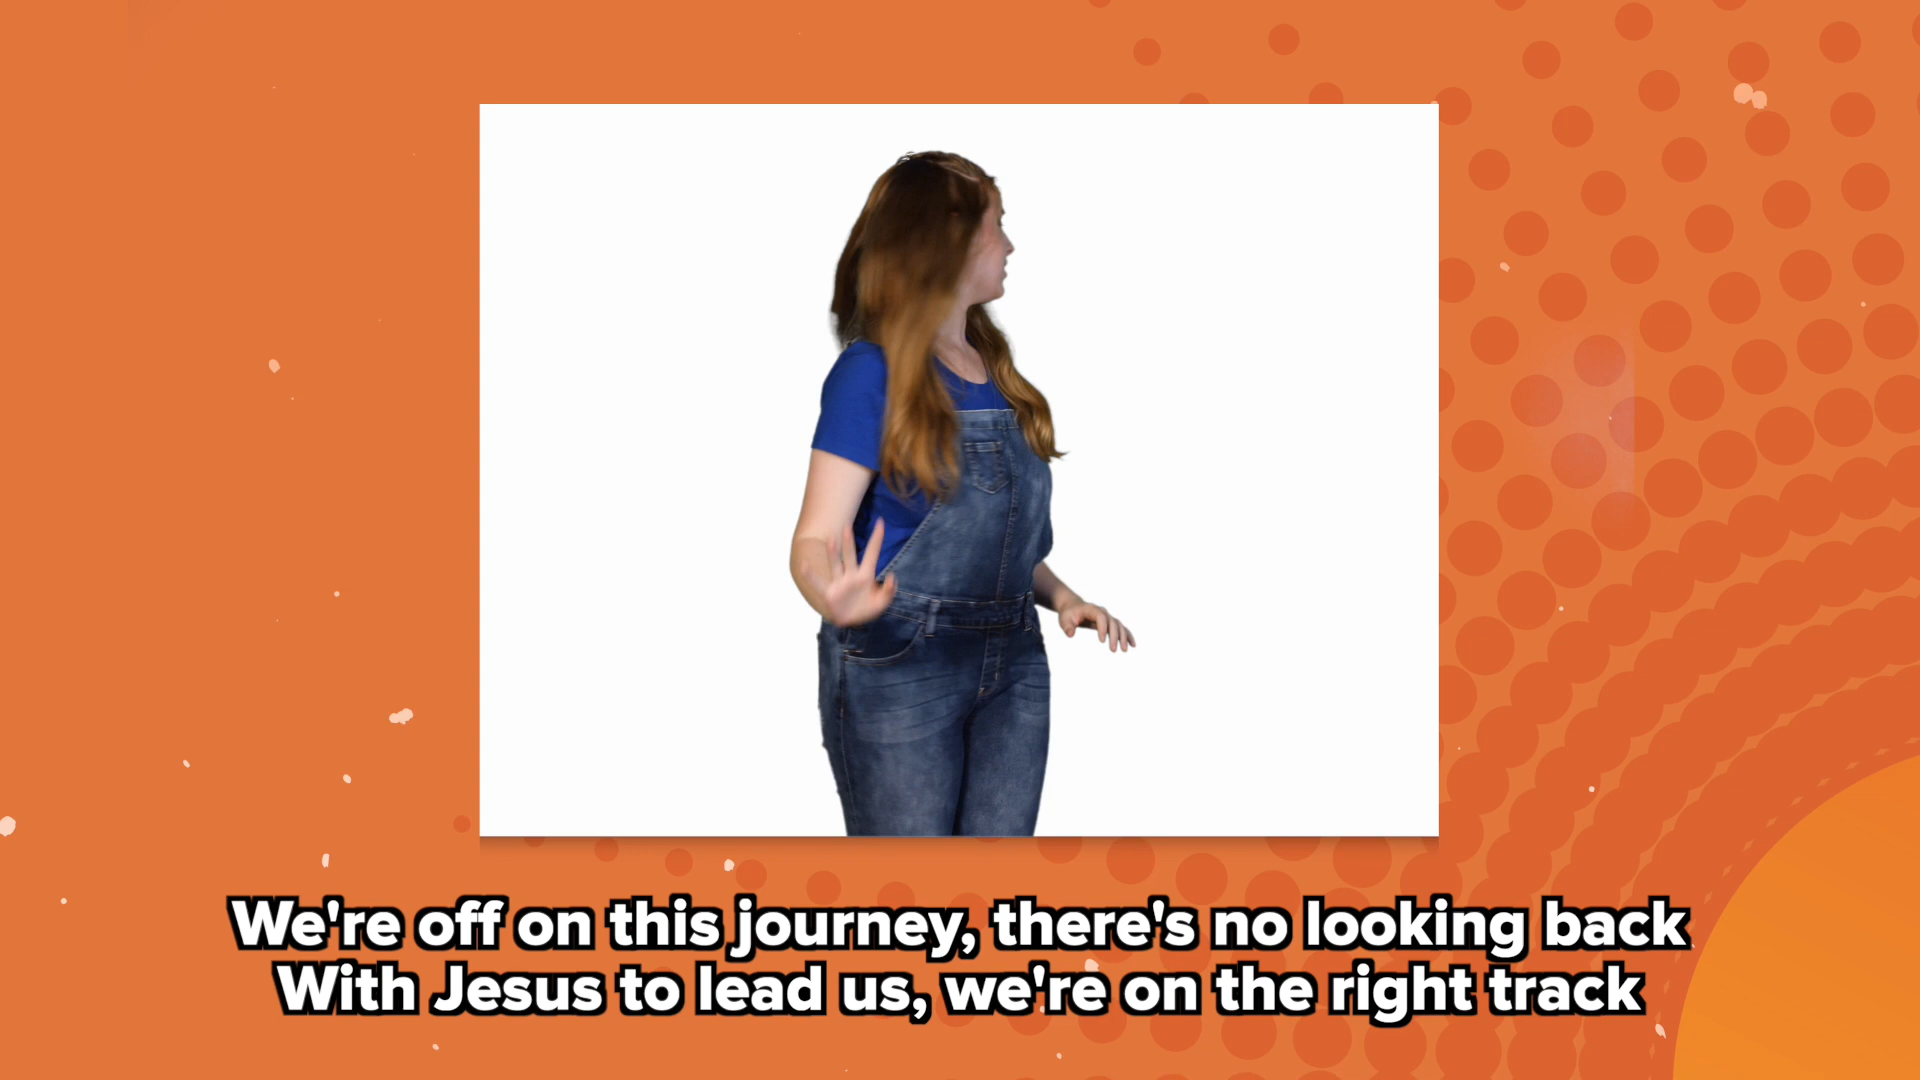 We're off on this journey, there's no looking back
With Jesus to lead us, we're on the right track